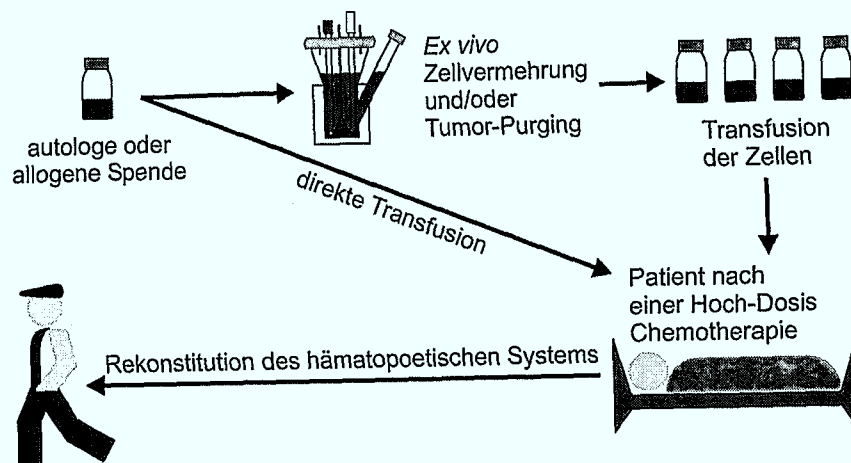 autologe oder
allogene Spende
Ex vivo
Zellvermehrung
und/oder
Tumor-Purging
Transfusion
der Zellen
direkte Transfusion
Patient nach
einer Hoch-Dosis
Chemotherapie
Rekonstitution des hämatopoetischen Systems